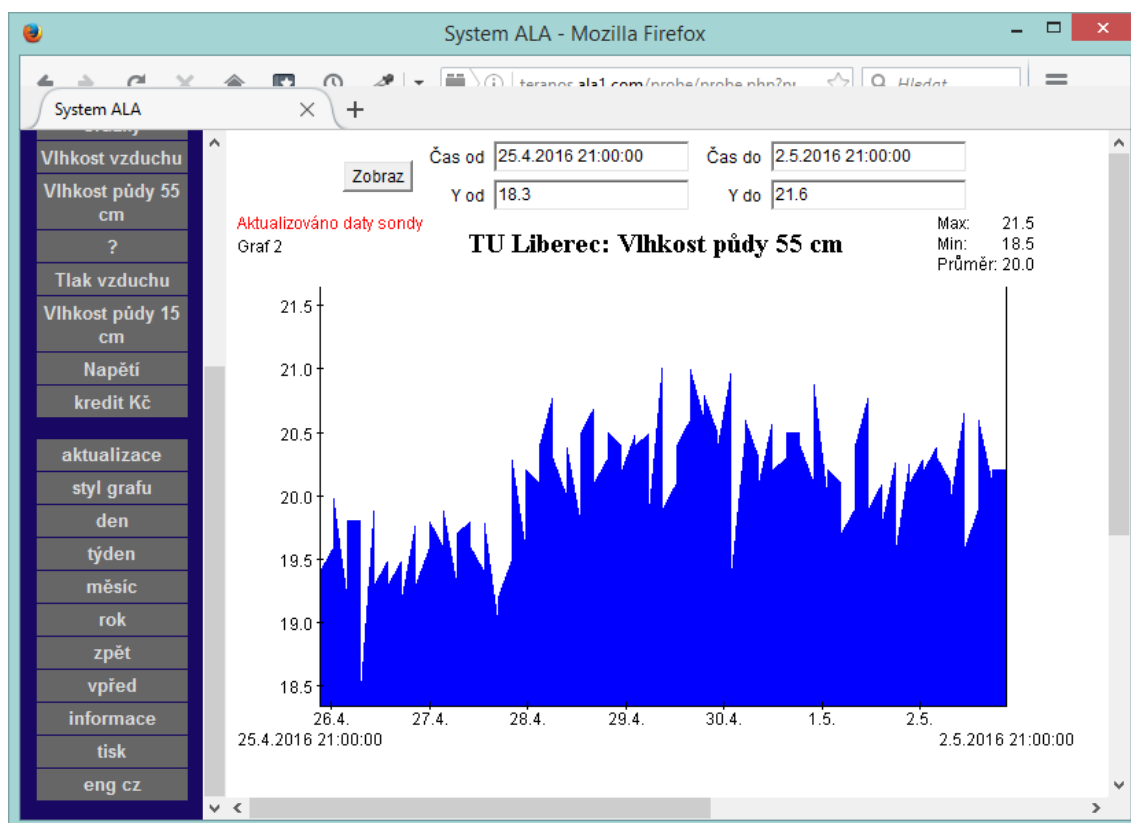 System ALA - Mozilla Firefox
Hledat
System ALA
Vlhkost vzduchu
Vlhkost půdy 55
cm
?
Tlak vzduchu
Vlhkost půdy 15
cm
Napětí
kredit Kč
aktualizace
styl grafu
den
týden
měsíc
rok
zpět
vpřed
informace
tisk
eng cz
Zobraz
Čas od 25.4.2016 21:00:00 Čas do 2.5.2016 21:00:00
Y od 18.3 Y do 21.6
Aktualizováno daty sondy
Graf 2
TU Liberec: Vlhkost půdy 55 cm
Max: 21.5
Min: 18.5
Průměr: 20.0
21.5
21.0
20.5
20.0
19.5
19.0
18.5
26.4. 27.4. 28.4. 29.4. 30.4. 1.5. 2.5.
25.4.2016 21:00:00 2.5.2016 21:00:00